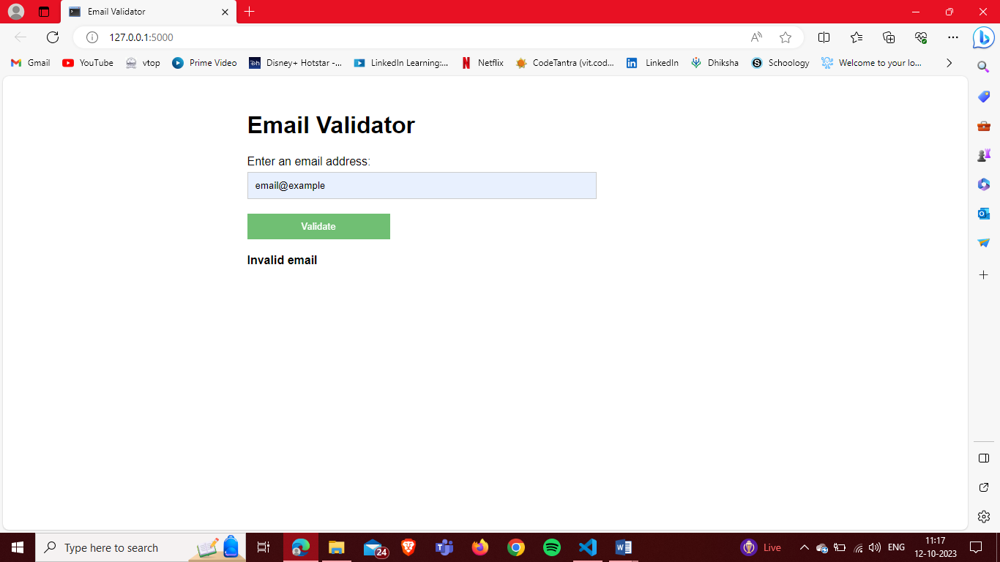 Email Validator
127.0.0.1:5000
Gmail YouTube vtop Prime Video Disney+ Hotstar -... LinkedIn Learning:... Netflix CodeTantra (vit.cod... LinkedIn Dhiksha Schoology Welcome to your lo...
Email Validator
Enter an email address:
email@example
Validate
Invalid email
Type here to search
24
Live
ENG
11:17
12-10-2023